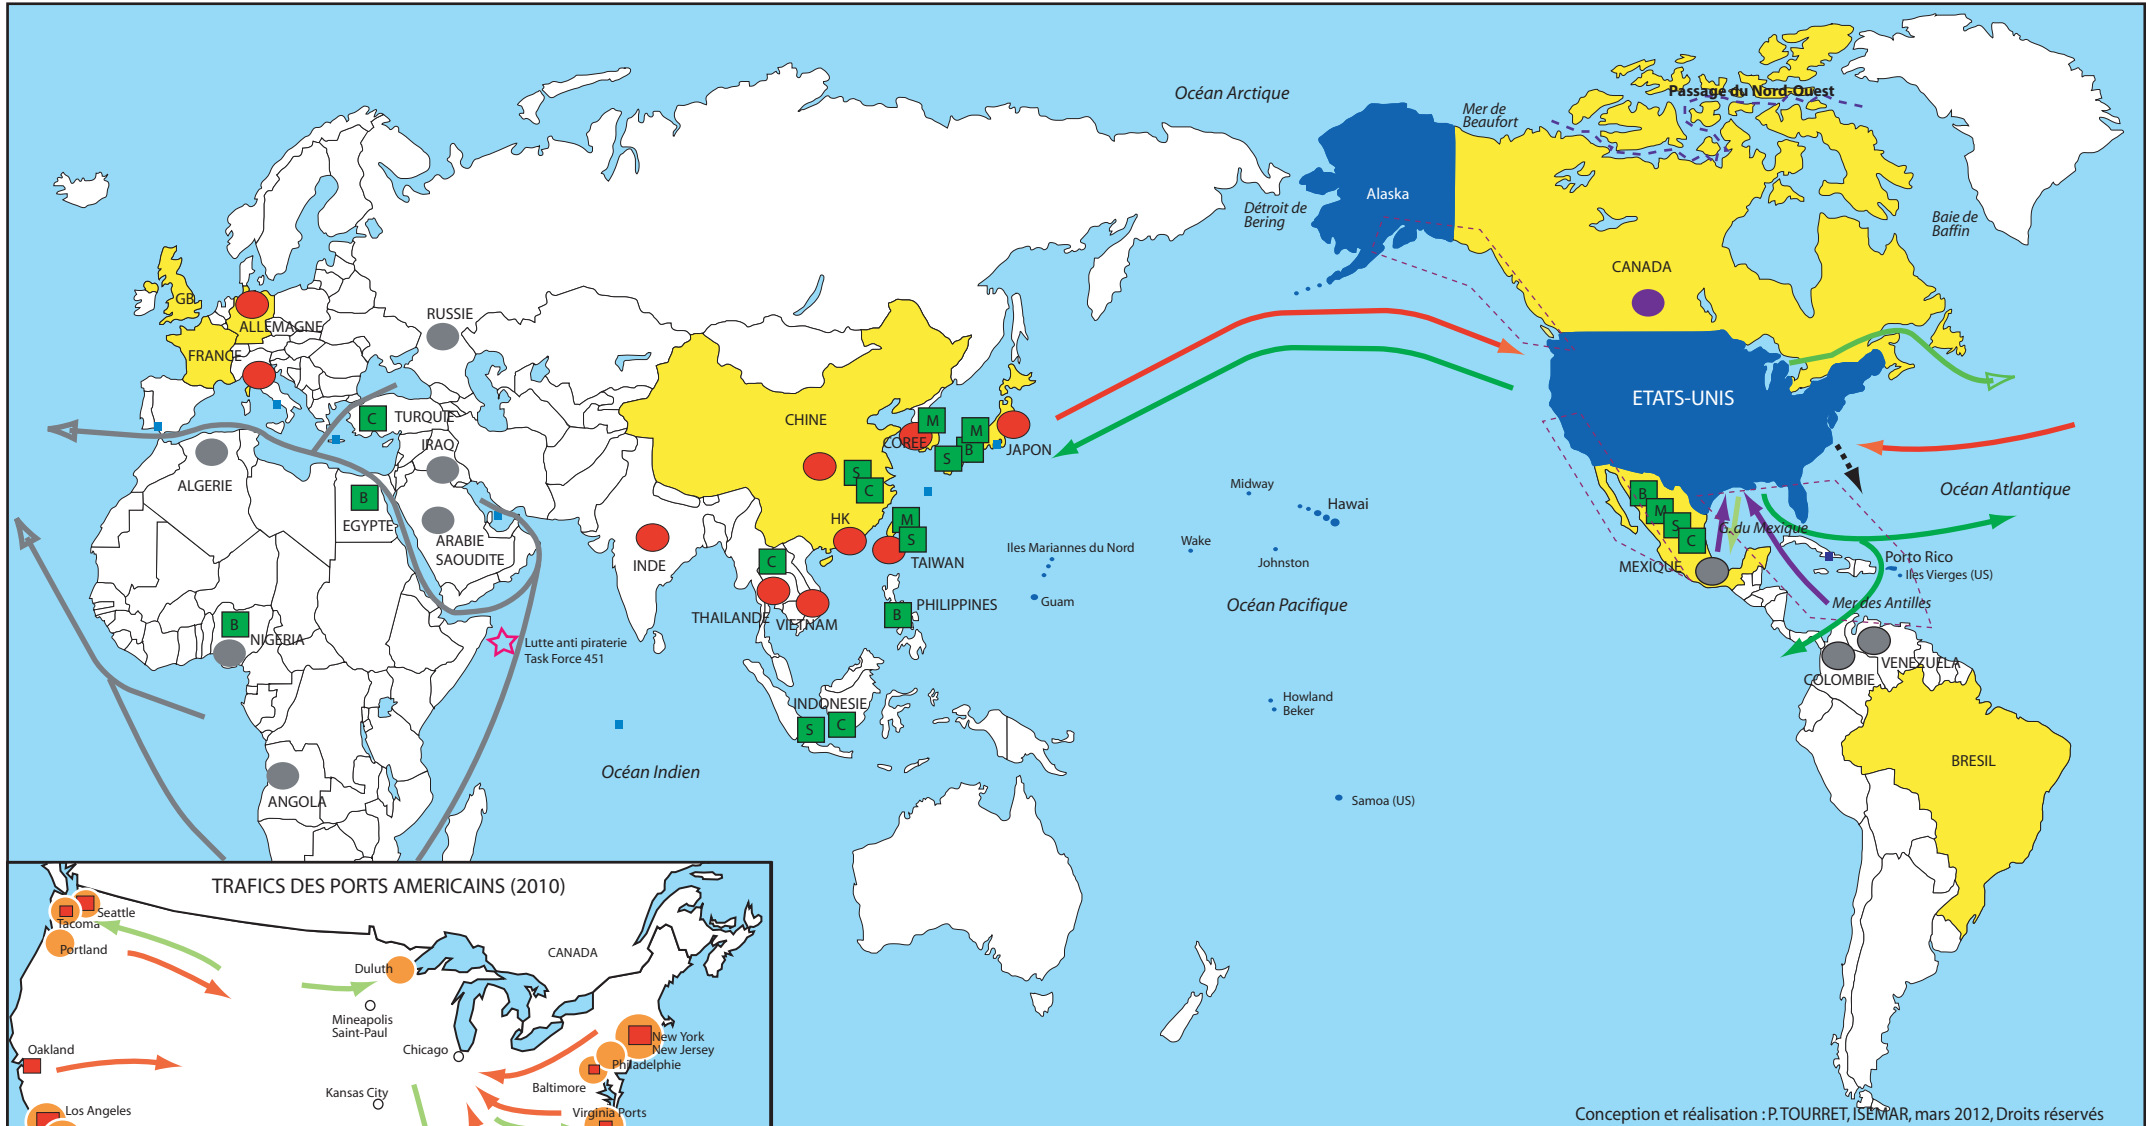 Océan Arctique
Mer de
Beaufort
Passage du Nord-Ouest
Alaska
Détroit de
Bering
Baie de
Baffin
CANADA
GB
ALLEMAGNE
FRANCE
RUSSIE
ETATS-UNIS
CHINE
C
TURQUIE
M
M
COREE
S
B
JAPON
IRAQ
ALGERIE
S
C
B
EGYPTE
ARABIE
SAOUDITE
HK
M
S
TAIWAN
INDE
C
THAILANDE
VIETNAM
B
PHILIPPINES
Midway
Hawai
Iles Mariannes du Nord
Wake
Johnston
Guam
Océan Pacifique
Océan Atlantique
B
M
S
C
G. du Mexique
MEXIQUE
Porto Rico
Iles Vierges (US)
Mer des Antilles
B
NIGERIA
Lutte anti piraterie
Task Force 451
VENEZUELA
COLOMBIE
INDONESIE
S
C
Howland
Beker
Océan Indien
ANGOLA
Samoa (US)
BRESIL
TRAFICS DES PORTS AMERICAINS (2010)
Seattle
Tacoma
Portland
Duluth
CANADA
Mineapolis
Saint-Paul
Oakland
Chicago
New York
New Jersey
Philadelphie
Baltimore
Kansas City
Los Angeles
Virginia Ports
Conception et réalisation : P. TOURRET, ISEMAR, mars 2012, Droits réservés